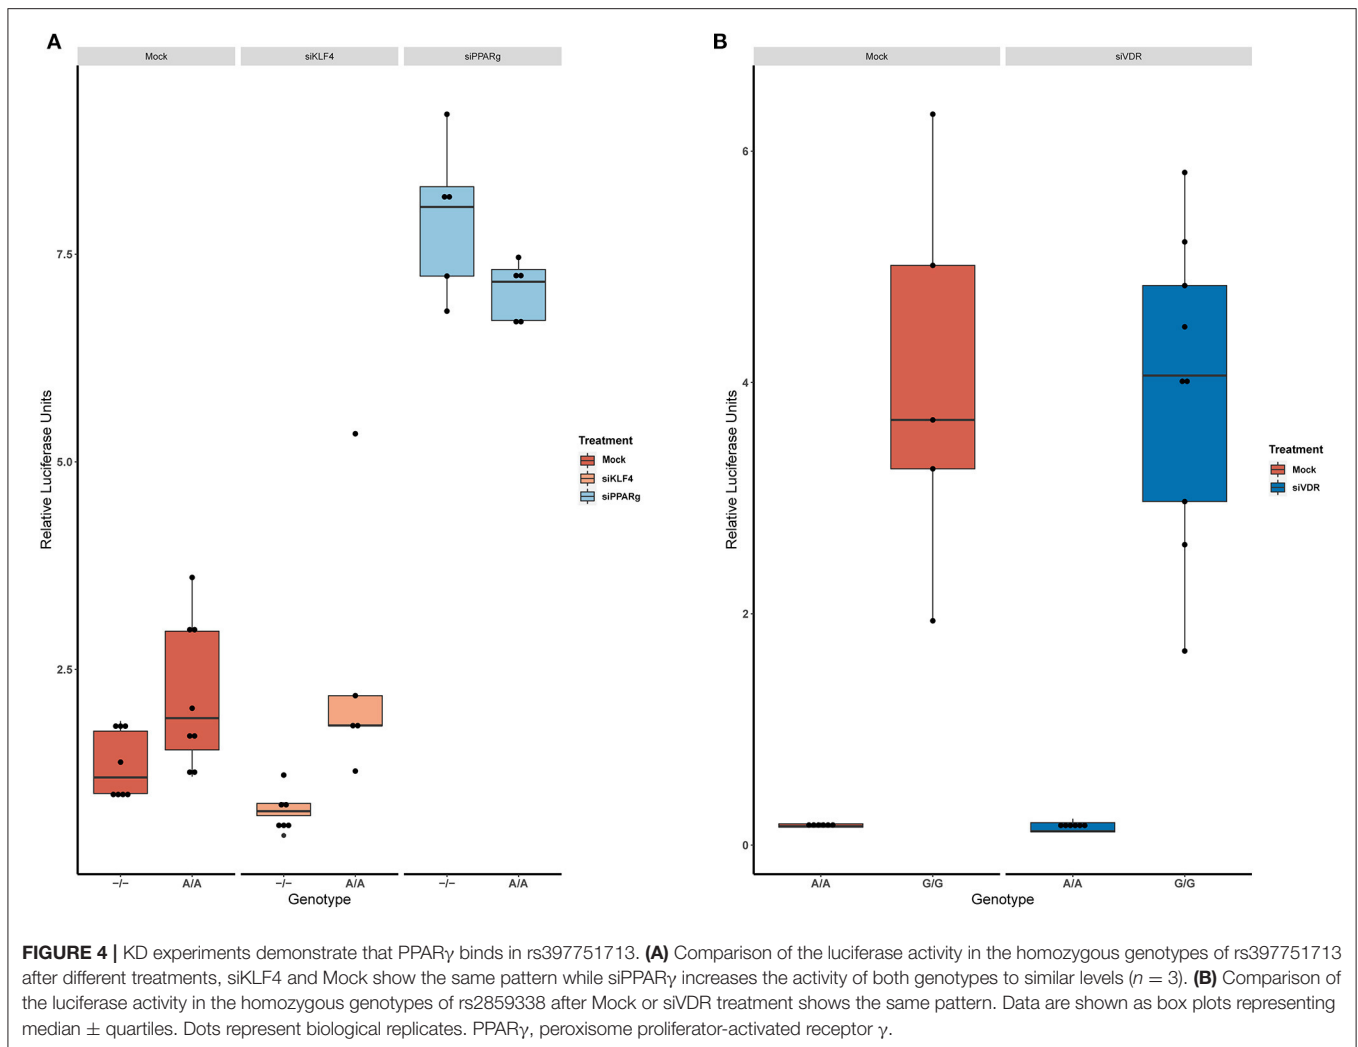 A
Mock
siKLF4
siPPARg
Relative Luciferase Units
7.5
5.0
2.5
−/−
A/A
−/−
A/A
−/−
A/A
Genotype
Treatment
Mock
siKLF4
siPPARg
B
Mock
siVDR
Relative Luciferase Units
6
4
2
0
A/A
G/G
A/A
G/G
Genotype
Treatment
Mock
siVDR
FIGURE 4 | KD experiments demonstrate that PPARγ binds in rs397751713. (A) Comparison of the luciferase activity in the homozygous genotypes of rs397751713
after different treatments, siKLF4 and Mock show the same pattern while siPPARγ increases the activity of both genotypes to similar levels (n = 3). (B) Comparison of
the luciferase activity in the homozygous genotypes of rs2859338 after Mock or siVDR treatment shows the same pattern. Data are shown as box plots representing
median ± quartiles. Dots represent biological replicates. PPARγ, peroxisome proliferator-activated receptor γ.